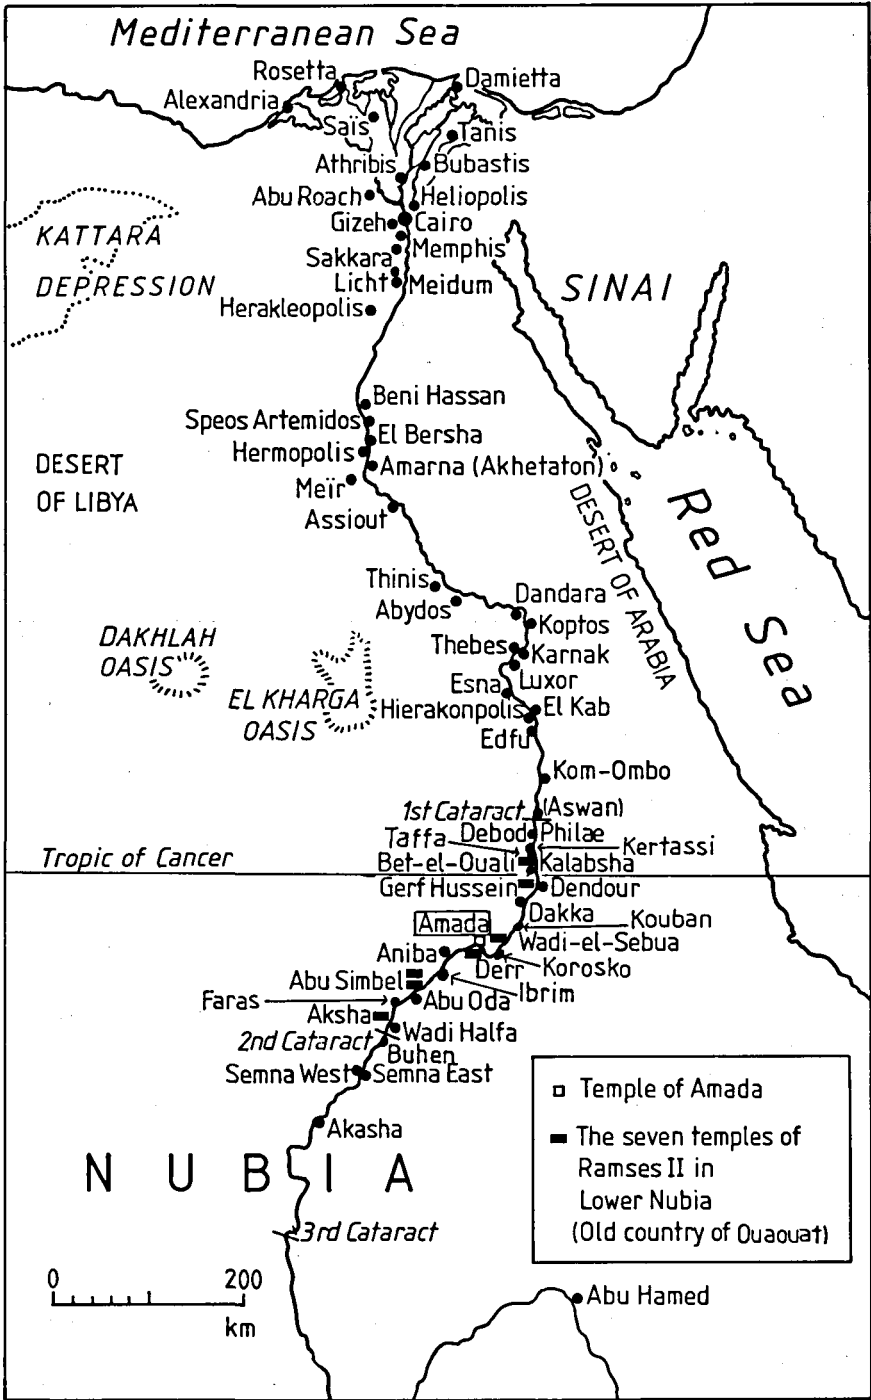 Mediterranean Sea
Rosetta
Damietta
Alexandria
Saïs
Tanis
Athribis
Bubastis
Abu Roach
Heliopolis
Gizeh
Cairo
KATTARA
DEPRESSION
Memphis
Sakkara
SINAI
Licht
Meidum
Herakleopolis
Beni Hassan
Speos Artemidos
El Bersha
Hermopolis
DESERT
OF LIBYA
Amarna (Akhetaton)
Meïr
Assiout
Red Sea
DESERT OF ARABIA
Thinis
Abydos
Dandara
Koptos
DAKHLAH
OASIS
Thebes
Karnak
Luxor
EL KHARGA
OASIS
Esna
El Kab
Hierakonpolis
Edfu
Kom-Ombo
1st Cataract
(Aswan)
Debod
Philae
Taffa
Kertassi
Tropic of Cancer
Bet-el-Ouali
Kalabsha
Gerf Hussein
Dendour
Dakka
Kouban
Amada
Wadi-el-Sebua
Aniba
Derr
Korosko
Abu Simbel
Ibrim
Faras
Abu Oda
Aksha
Wadi Halfa
2nd Cataract
Buhen
Semna West
Semna East
Akasha
NUBIA
3rd Cataract
Temple of Amada
The seven temples of
Ramses II in
Lower Nubia
(Old country of Ouaouat)
0 200
km
Abu Hamed